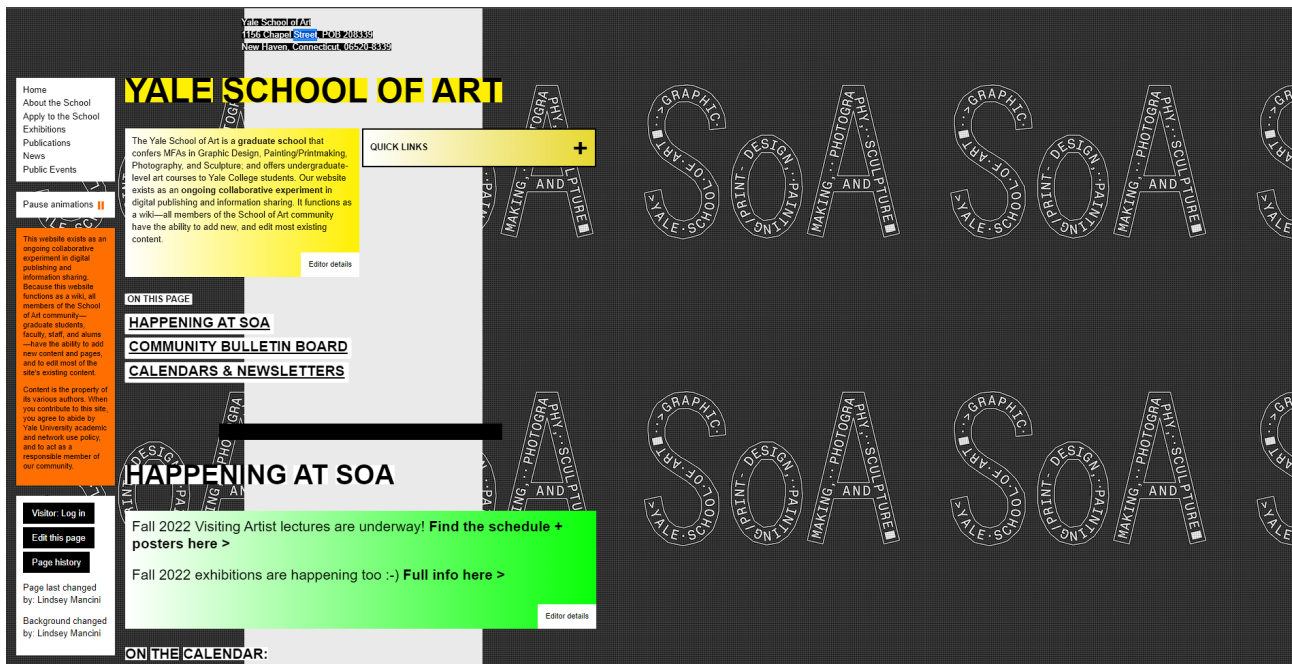 Yale School of Art
1156 Chapel Street, POB 208339
New Haven, Connecticut, 06520-8339
YALE SCHOOL OF ART
Home
About the School
Apply to the School
Exhibitions
Publications
News
Public Events
Pause animations
This website exists as an
ongoing collaborative
experiment in digital
publishing and
information sharing.
Because this website
functions as a wiki, all
members of the School
of Art community—
graduate students,
faculty, staff, and alums
—have the ability to add
new content and pages,
and to edit most of the
site's existing content.
Content is the property of
its various authors. When
you contribute to this site,
you agree to abide by
Yale University academic
and network use policy,
and to act as a
responsible member of
our community.
Visitor: Log in
Edit this page
Page history
Page last changed
by: Lindsey Mancini
Background changed
by: Lindsey Mancini
The Yale School of Art is a graduate school that
confers MFAs in Graphic Design, Painting/Printmaking,
Photography, and Sculpture; and offers undergraduate-
level art courses to Yale College students. Our website
exists as an ongoing collaborative experiment in
digital publishing and information sharing. It functions as
a wiki—all members of the School of Art community
have the ability to add new, and edit most existing
content.
Editor details
QUICK LINKS +
ON THIS PAGE
HAPPENING AT SOA
COMMUNITY BULLETIN BOARD
CALENDARS & NEWSLETTERS
HAPPENING AT SOA
Fall 2022 Visiting Artist lectures are underway! Find the schedule +
posters here >
Fall 2022 exhibitions are happening too :-) Full info here >
Editor details
ON THE CALENDAR:
>YALE·SCHOOL·OF·ART·
··>GRAPHIC·
DESIGN··PAINTING/PRINT-
MAKING,··PHOTOGRAPHY,··SCULPTURE
AND